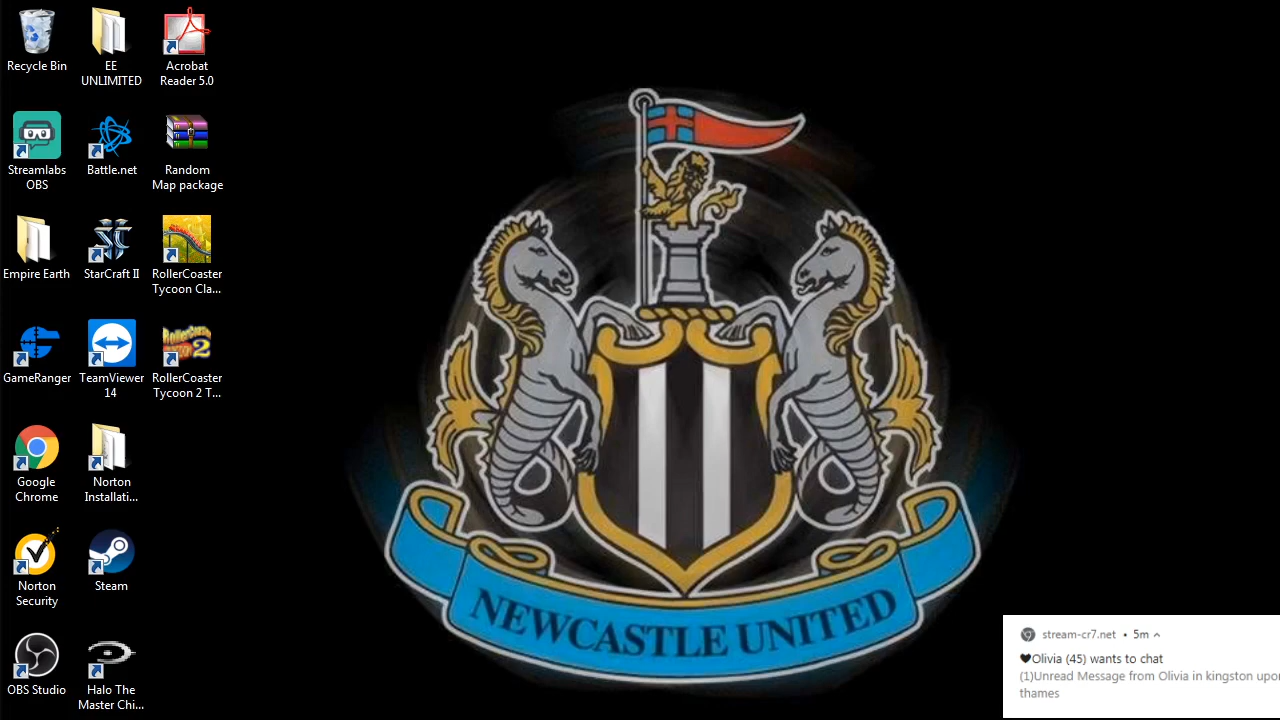 Recycle Bin
EE
UNLIMITED
Acrobat
Reader 5.0
Streamlabs
OBS
Battle.net
Random
Map package
Empire Earth
StarCraft II
RollerCoaster
Tycoon Cla...
GameRanger
TeamViewer
14
RollerCoaster
Tycoon 2 T...
Google
Chrome
Norton
Installati...
Norton
Security
Steam
OBS Studio
Halo The
Master Chi...
NEWCASTLE UNITED
stream-cr7.net • 5m
🖤Olivia (45) wants to chat
(1)Unread Message from Olivia in kingston upon
thames